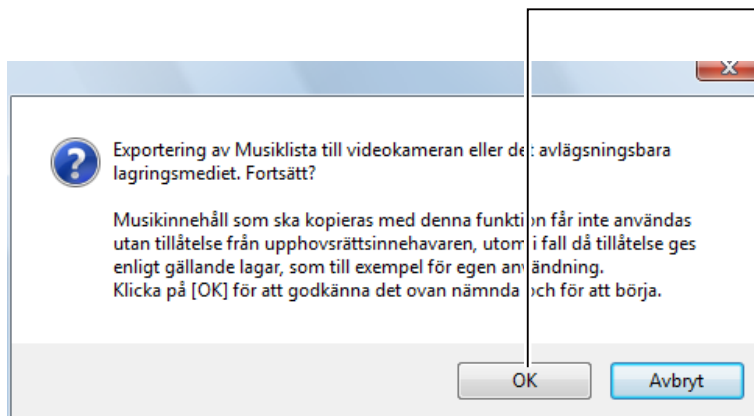 Exportering av Musiklista till videokameran eller det avlägsningsbara
lagringsmediet. Fortsätt?
Musikinnehåll som ska kopieras med denna funktion får inte användas
utan tillåtelse från upphovsrättsinnehavaren, utom i fall då tillåtelse ges
enligt gällande lagar, som till exempel för egen användning.
Klicka på [OK] för att godkänna det ovan nämnda och för att börja.
OK Avbryt